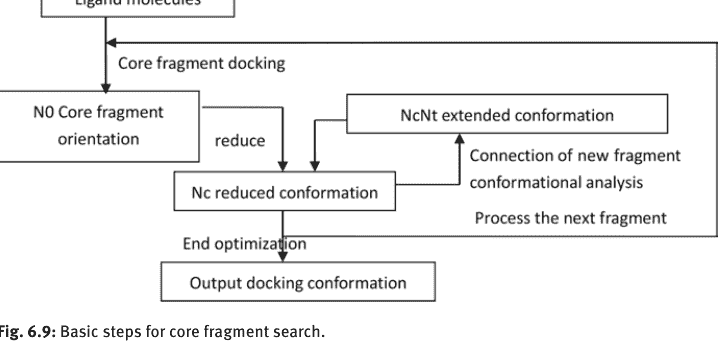 Ligand molecules
Core fragment docking
N0 Core fragment
orientation
NcNt extended conformation
reduce
Connection of new fragment
conformational analysis
Nc reduced conformation
Process the next fragment
End optimization
Output docking conformation
Fig. 6.9: Basic steps for core fragment search.